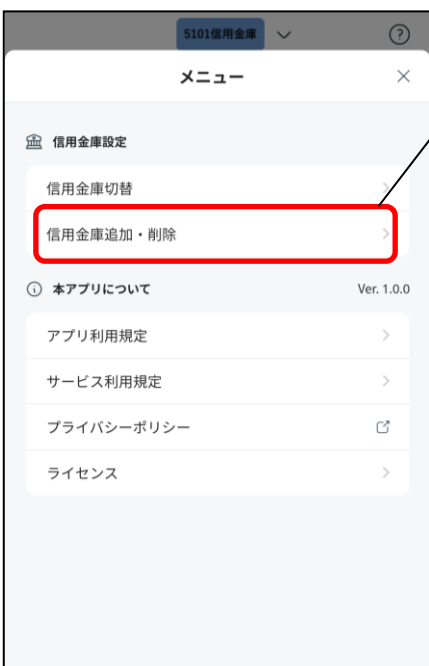 5101信用金庫
?
メニュー
信用金庫設定
信用金庫切替
信用金庫追加・削除
本アプリについて Ver. 1.0.0
アプリ利用規定
サービス利用規定
プライバシーポリシー
ライセンス